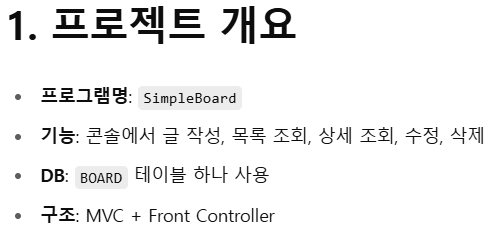 1. 프로젝트 개요
• 프로그램명: SimpleBoard
• 기능: 콘솔에서 글 작성, 목록 조회, 상세 조회, 수정, 삭제
• DB: BOARD 테이블 하나 사용
• 구조: MVC + Front Controller